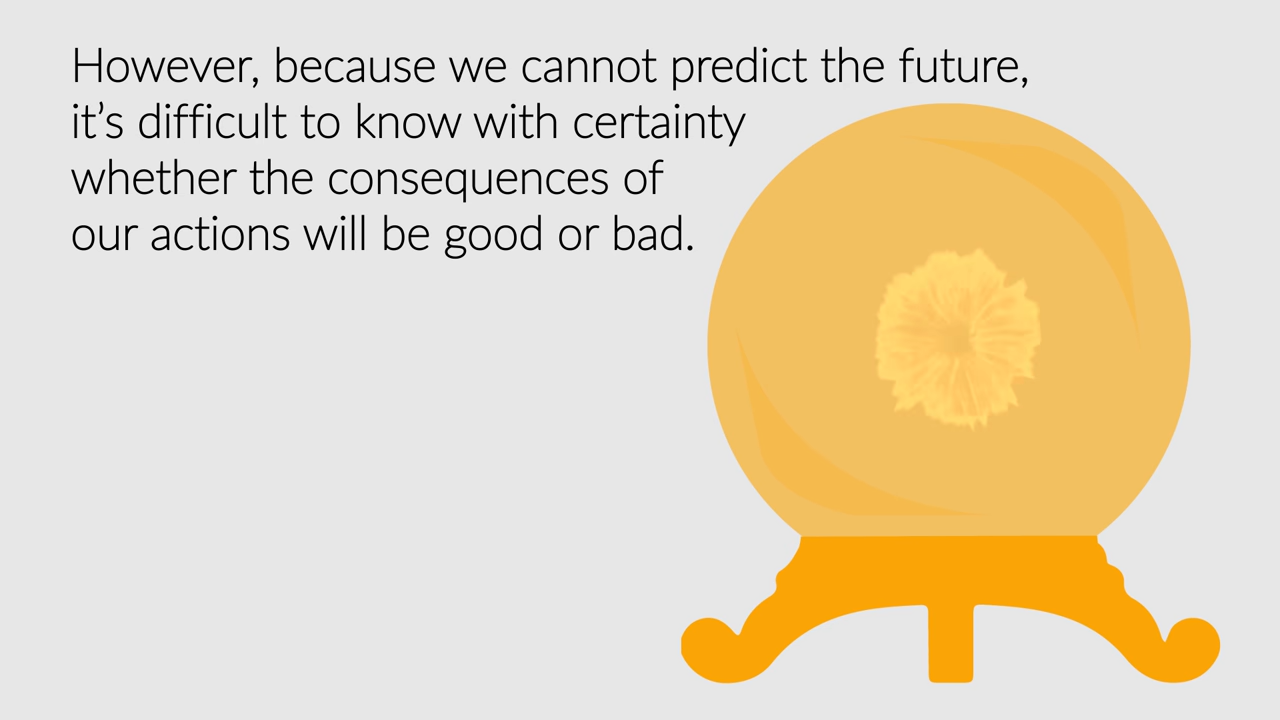 However, because we cannot predict the future,
it’s difficult to know with certainty
whether the consequences of
our actions will be good or bad.